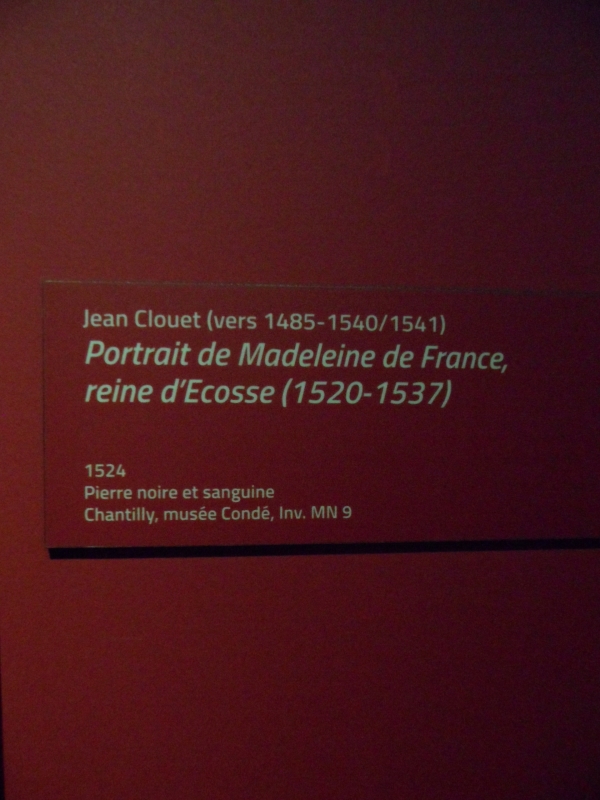 Jean Clouet (vers 1485-1540/1541)
Portrait de Madeleine de France,
reine d'Ecosse (1520-1537)
1524
Pierre noire et sanguine
Chantilly, musée Condé, Inv. MN 9